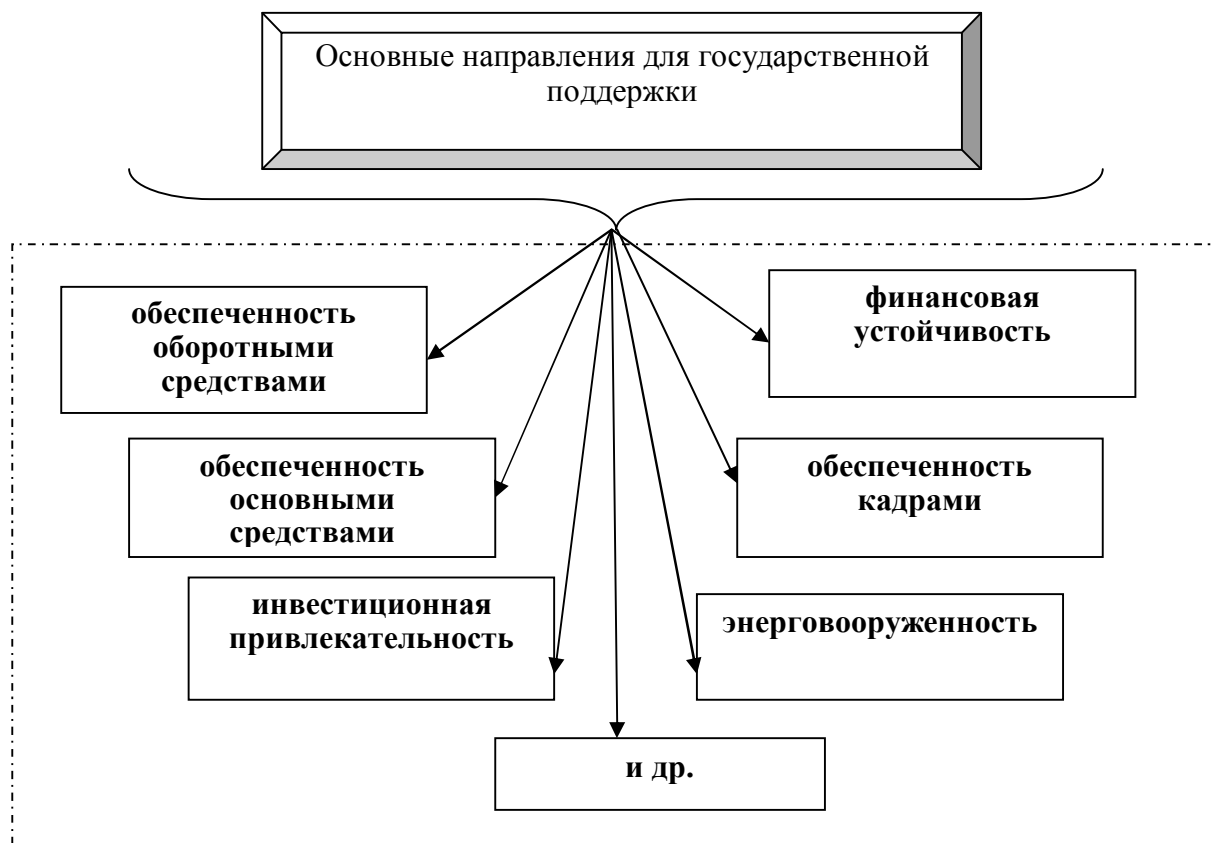 Основные направления для государственной
поддержки
обеспеченность
оборотными
средствами
финансовая
устойчивость
обеспеченность
основными
средствами
обеспеченность
кадрами
инвестиционная
привлекательность
энерговооруженность
и др.